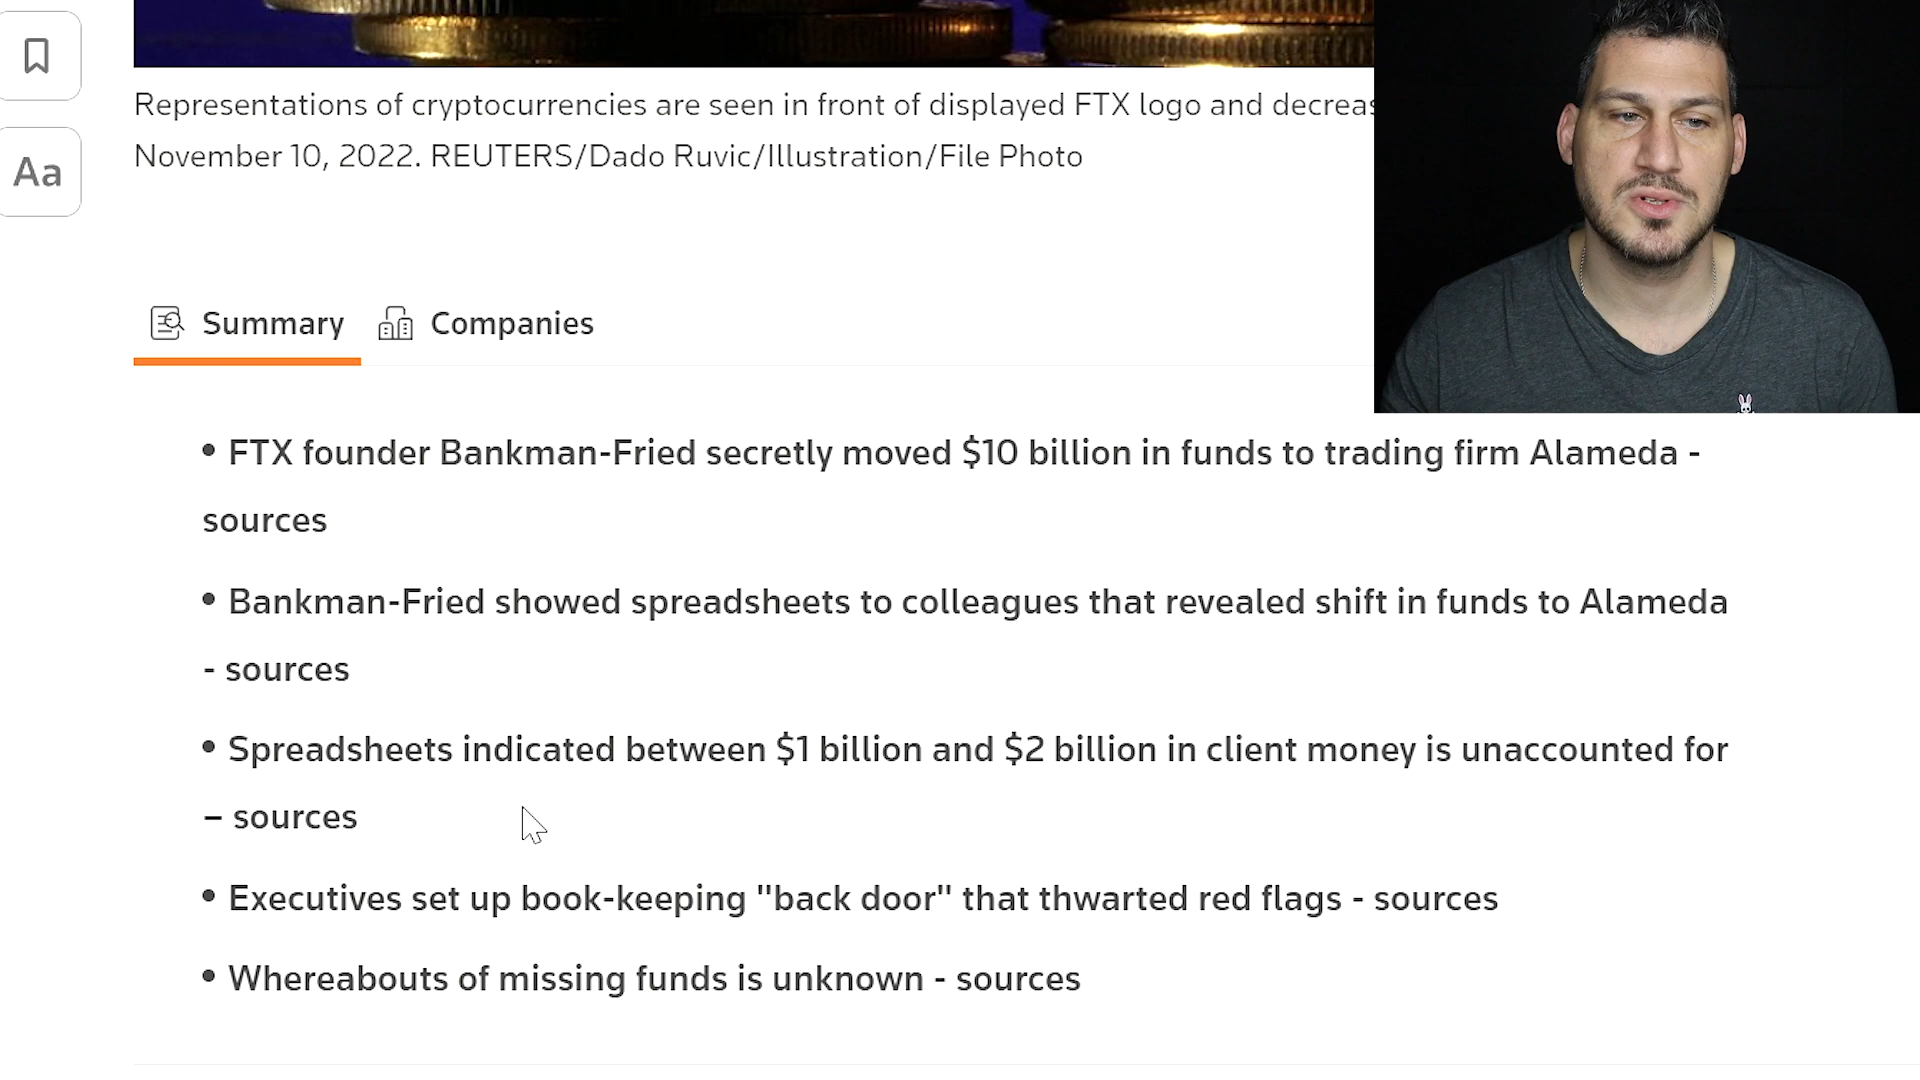 Aa
Representations of cryptocurrencies are seen in front of displayed FTX logo and decreas
November 10, 2022. REUTERS/Dado Ruvic/Illustration/File Photo
Summary
Companies
• FTX founder Bankman-Fried secretly moved $10 billion in funds to trading firm Alameda -
sources
• Bankman-Fried showed spreadsheets to colleagues that revealed shift in funds to Alameda
- sources
• Spreadsheets indicated between $1 billion and $2 billion in client money is unaccounted for
– sources
• Executives set up book-keeping "back door" that thwarted red flags - sources
• Whereabouts of missing funds is unknown - sources